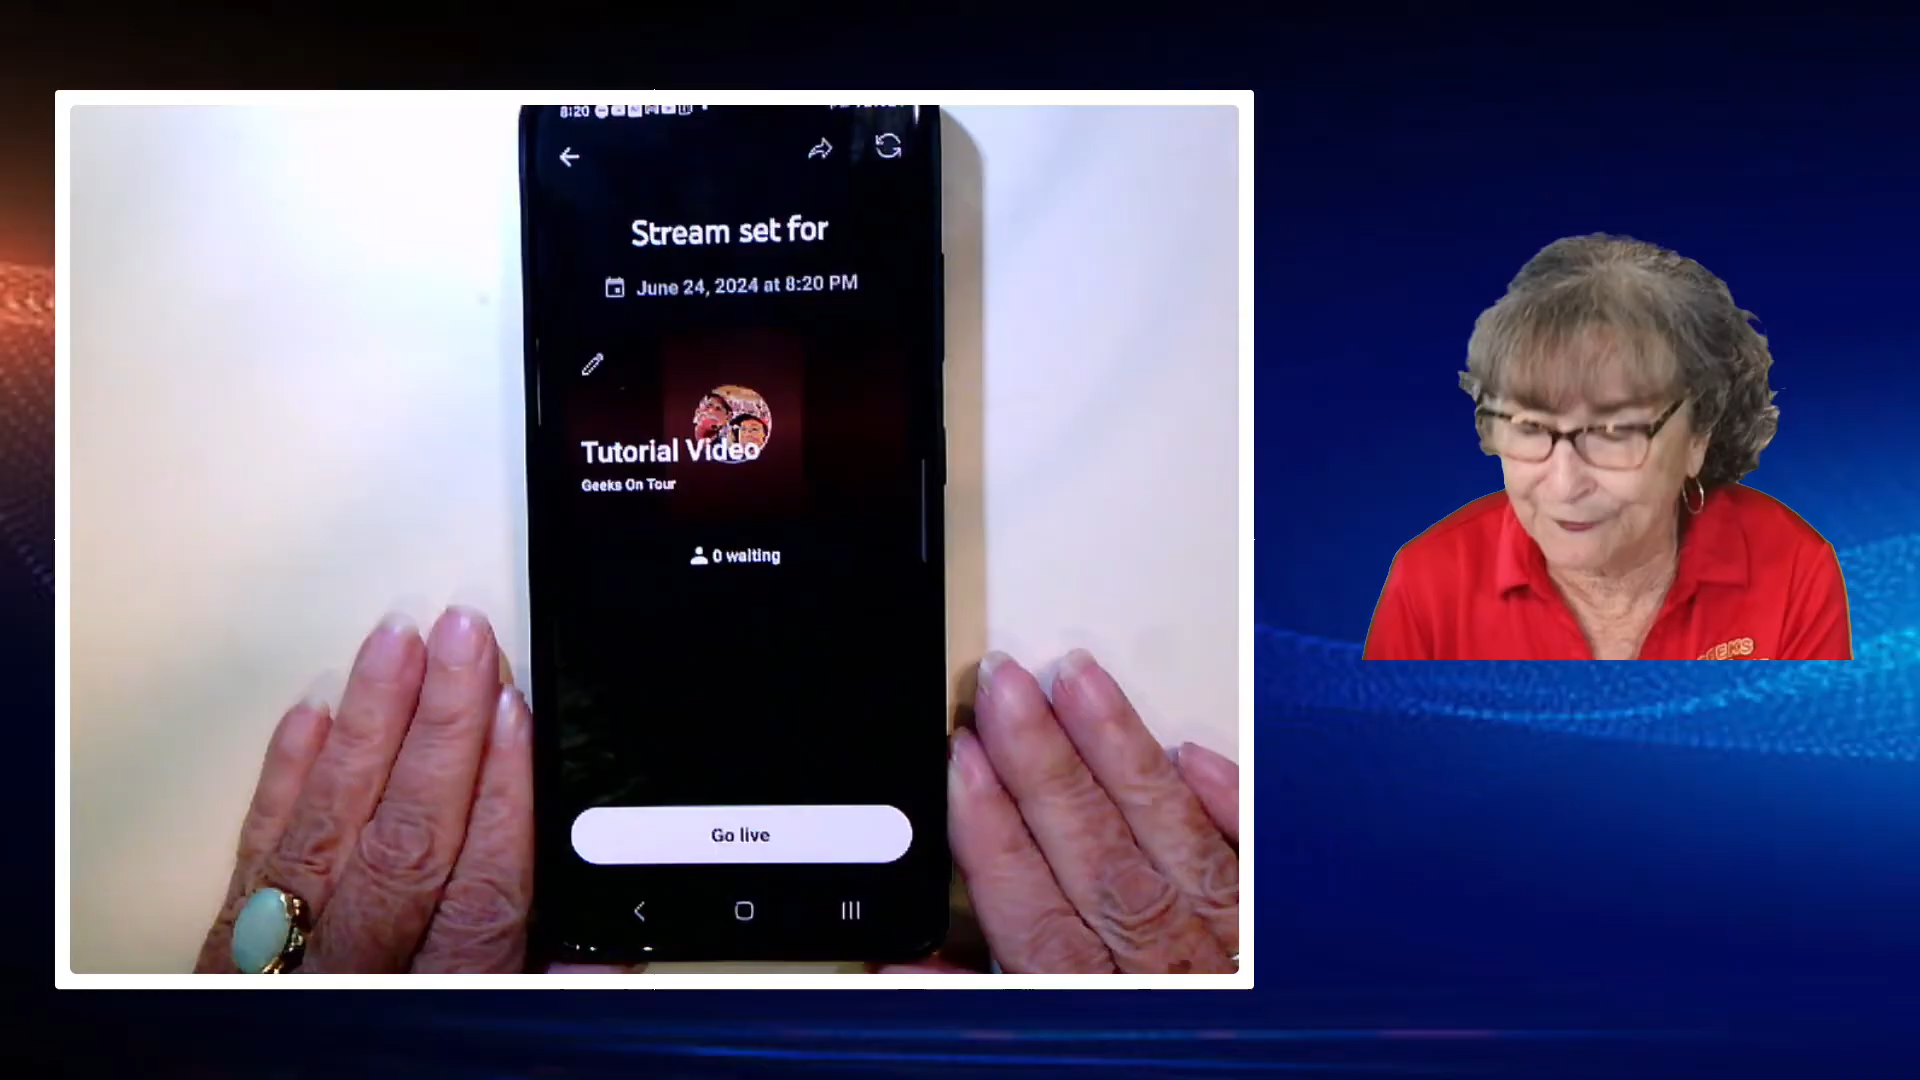 8:20
Stream set for
June 24, 2024 at 8:20 PM
Tutorial Video
Geeks On Tour
0 waiting
Go live